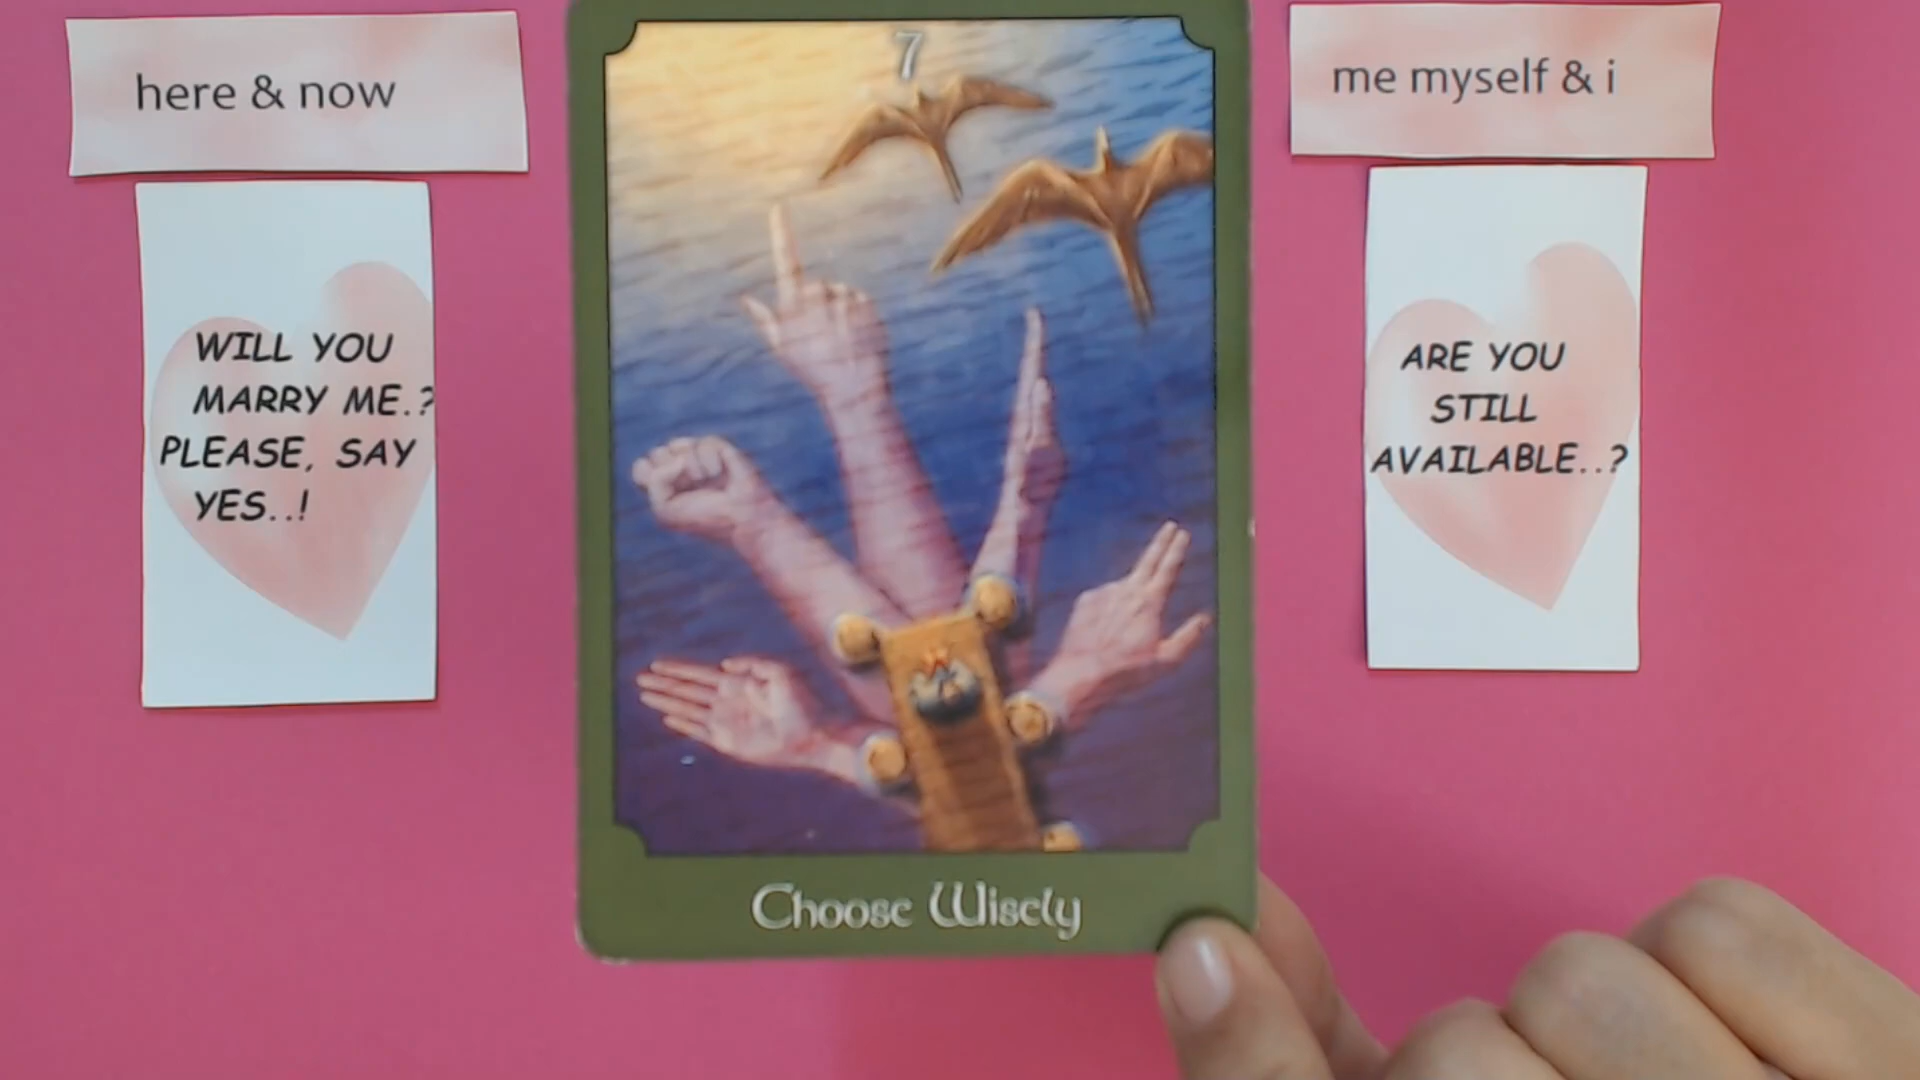 here & now
WILL YOU
MARRY ME.?
PLEASE, SAY
YES..!
7
Choose Wisely
me myself & i
ARE YOU
STILL
AVAILABLE..?